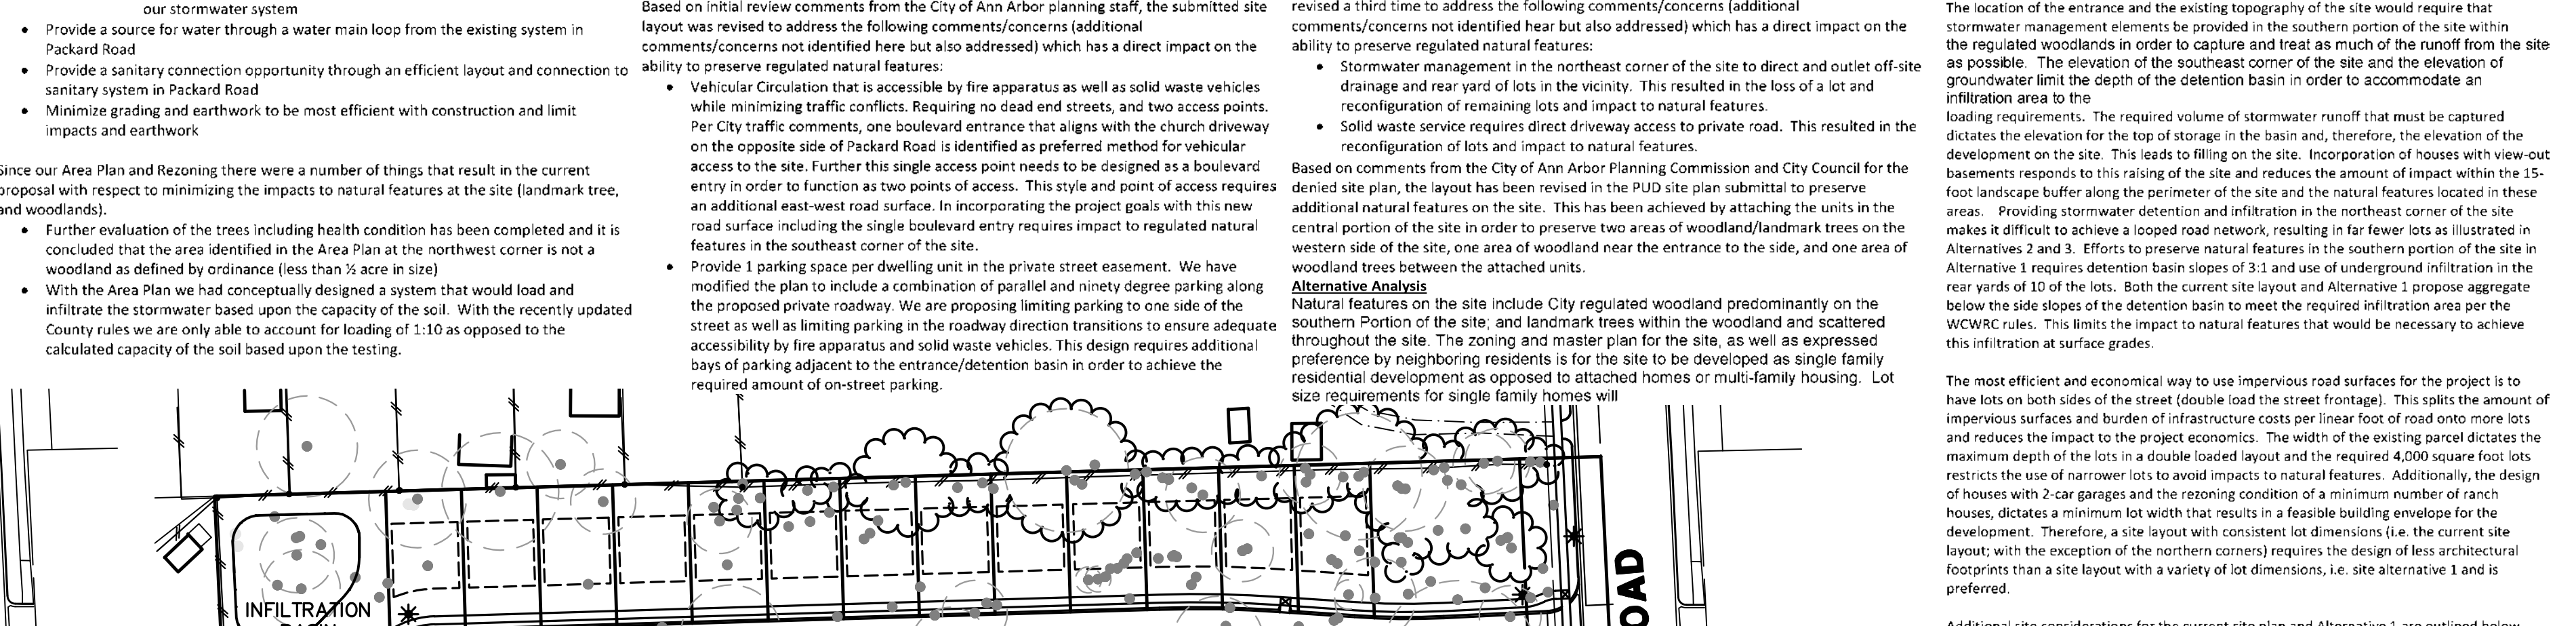 our stormwater system
• Provide a source for water through a water main loop from the existing system in
Packard Road
• Provide a sanitary connection opportunity through an efficient layout and connection to
sanitary system in Packard Road
• Minimize grading and earthwork to be most efficient with construction and limit
impacts and earthwork
Since our Area Plan and Rezoning there were a number of things that result in the current
proposal with respect to minimizing the impacts to natural features at the site (landmark tree,
and woodlands).
• Further evaluation of the trees including health condition has been completed and it is
concluded that the area identified in the Area Plan at the northwest corner is not a
woodland as defined by ordinance (less than ½ acre in size)
• With the Area Plan we had conceptually designed a system that would load and
infiltrate the stormwater based upon the capacity of the soil. With the recently updated
County rules we are only able to account for loading of 1:10 as opposed to the
calculated capacity of the soil based upon the testing.
Based on initial review comments from the City of Ann Arbor planning staff, the submitted site
layout was revised to address the following comments/concerns (additional
comments/concerns not identified here but also addressed) which has a direct impact on the
ability to preserve regulated natural features:
• Vehicular Circulation that is accessible by fire apparatus as well as solid waste vehicles
while minimizing traffic conflicts. Requiring no dead end streets, and two access points.
Per City traffic comments, one boulevard entrance that aligns with the church driveway
on the opposite side of Packard Road is identified as preferred method for vehicular
access to the site. Further this single access point needs to be designed as a boulevard
entry in order to function as two points of access. This style and point of access requires
an additional east-west road surface. In incorporating the project goals with this new
road surface including the single boulevard entry requires impact to regulated natural
features in the southeast corner of the site.
• Provide 1 parking space per dwelling unit in the private street easement. We have
modified the plan to include a combination of parallel and ninety degree parking along
the proposed private roadway. We are proposing limiting parking to one side of the
street as well as limiting parking in the roadway direction transitions to ensure adequate
accessibility by fire apparatus and solid waste vehicles. This design requires additional
bays of parking adjacent to the entrance/detention basin in order to achieve the
required amount of on-street parking.
revised a third time to address the following comments/concerns (additional
comments/concerns not identified hear but also addressed) which has a direct impact on the
ability to preserve regulated natural features:
• Stormwater management in the northeast corner of the site to direct and outlet off-site
drainage and rear yard of lots in the vicinity. This resulted in the loss of a lot and
reconfiguration of remaining lots and impact to natural features.
• Solid waste service requires direct driveway access to private road. This resulted in the
reconfiguration of lots and impact to natural features.
Based on comments from the City of Ann Arbor Planning Commission and City Council for the
denied site plan, the layout has been revised in the PUD site plan submittal to preserve
additional natural features on the site. This has been achieved by attaching the units in the
central portion of the site in order to preserve two areas of woodland/landmark trees on the
western side of the site, one area of woodland near the entrance to the side, and one area of
woodland trees between the attached units.
Alternative Analysis
Natural features on the site include City regulated woodland predominantly on the
southern Portion of the site; and landmark trees within the woodland and scattered
throughout the site. The zoning and master plan for the site, as well as expressed
preference by neighboring residents is for the site to be developed as single family
residential development as opposed to attached homes or multi-family housing. Lot
size requirements for single family homes will
The location of the entrance and the existing topography of the site would require that
stormwater management elements be provided in the southern portion of the site within
the regulated woodlands in order to capture and treat as much of the runoff from the site
as possible. The elevation of the southeast corner of the site and the elevation of
groundwater limit the depth of the detention basin in order to accommodate an
infiltration area to the
loading requirements. The required volume of stormwater runoff that must be captured
dictates the elevation for the top of storage in the basin and, therefore, the elevation of the
development on the site. This leads to filling on the site. Incorporation of houses with view-out
basements responds to this raising of the site and reduces the amount of impact within the 15-
foot landscape buffer along the perimeter of the site and the natural features located in these
areas. Providing stormwater detention and infiltration in the northeast corner of the site
makes it difficult to achieve a looped road network, resulting in far fewer lots as illustrated in
Alternatives 2 and 3. Efforts to preserve natural features in the southern portion of the site in
Alternative 1 requires detention basin slopes of 3:1 and use of underground infiltration in the
rear yards of 10 of the lots. Both the current site layout and Alternative 1 propose aggregate
below the side slopes of the detention basin to meet the required infiltration area per the
WCWRC rules. This limits the impact to natural features that would be necessary to achieve
this infiltration at surface grades.
The most efficient and economical way to use impervious road surfaces for the project is to
have lots on both sides of the street (double load the street frontage). This splits the amount of
impervious surfaces and burden of infrastructure costs per linear foot of road onto more lots
and reduces the impact to the project economics. The width of the existing parcel dictates the
maximum depth of the lots in a double loaded layout and the required 4,000 square foot lots
restricts the use of narrower lots to avoid impacts to natural features. Additionally, the design
of houses with 2-car garages and the rezoning condition of a minimum number of ranch
houses, dictates a minimum lot width that results in a feasible building envelope for the
development. Therefore, a site layout with consistent lot dimensions (i.e. the current site
layout; with the exception of the northern corners) requires the design of less architectural
footprints than a site layout with a variety of lot dimensions, i.e. site alternative 1 and is
preferred.
Additional site considerations for the current site plan and Alternative 1 are outlined below
INFILTRATION
BASIN
OAD